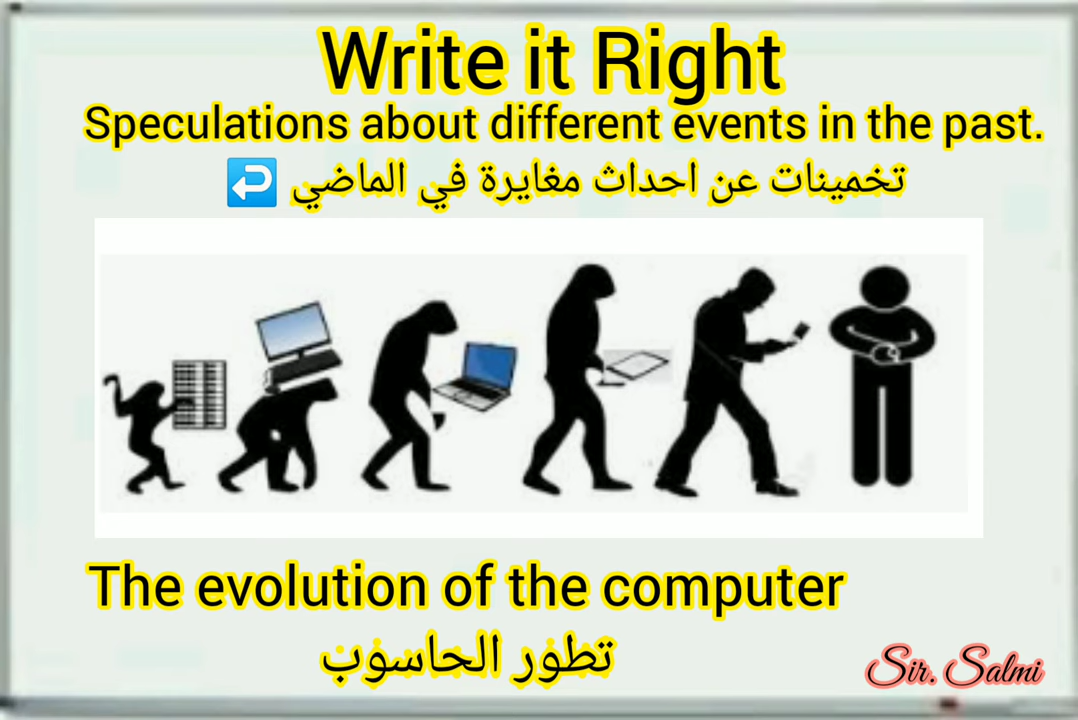 Write it Right
Speculations about different events in the past.
تخمينات عن احداث مغايرة في الماضي ↩
The evolution of the computer
تطور الحاسوب
Sir. Salmi